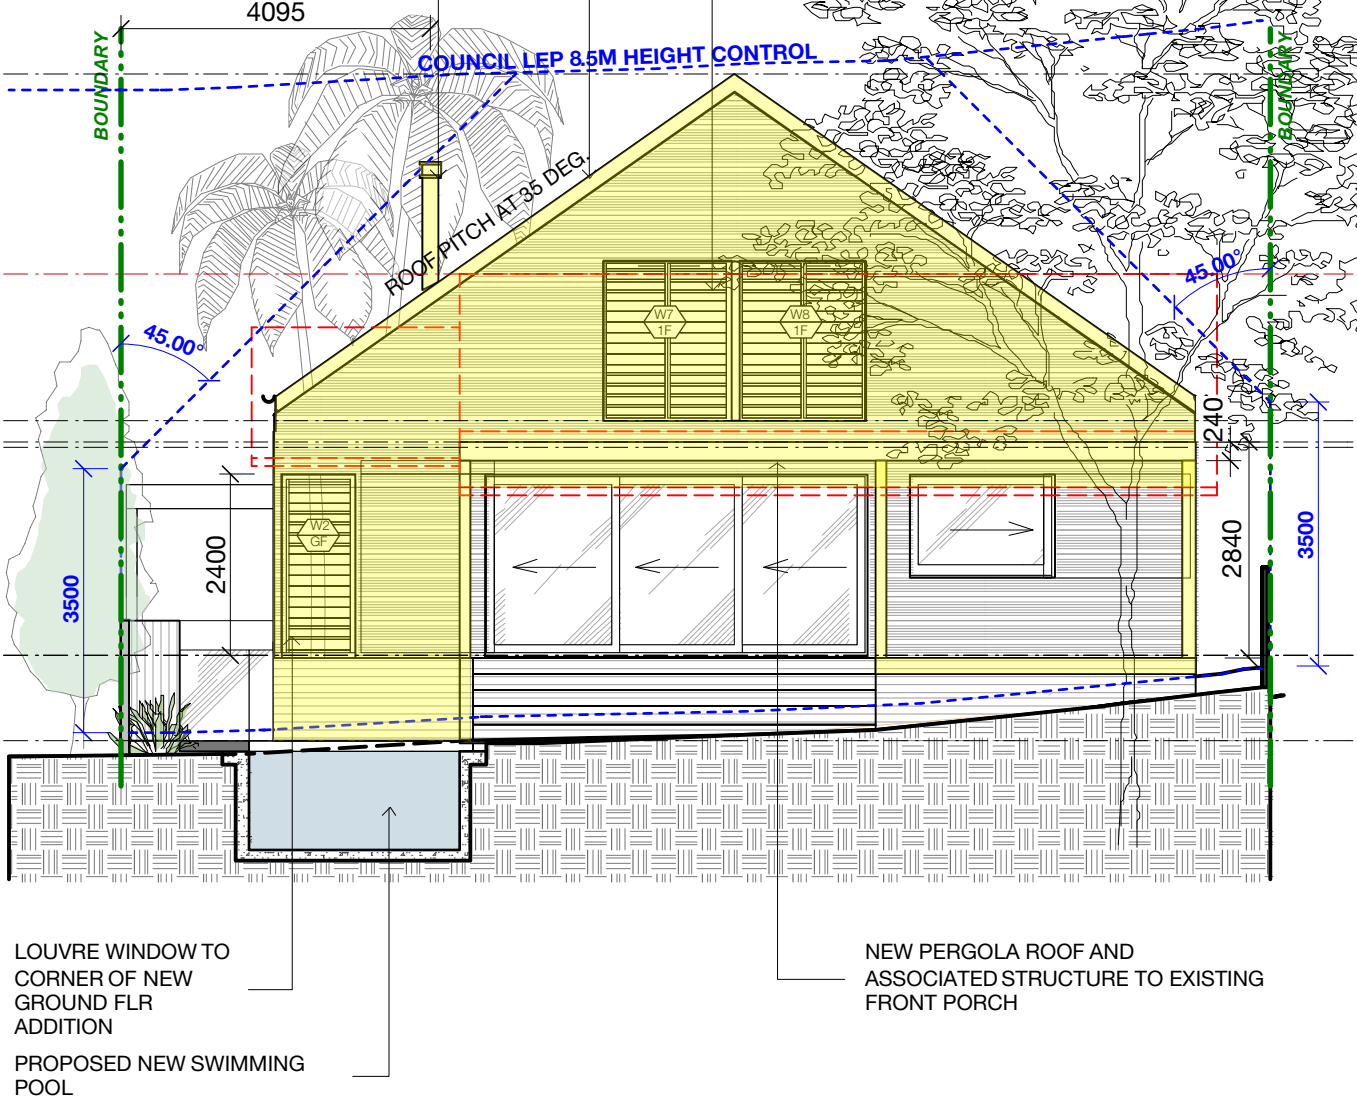 4095
COUNCIL LEP 8.5M HEIGHT CONTROL
BOUNDARY
BOUNDARY
ROOF PITCH AT 35 DEG.
45.00°
45.00°
W7
1F
W8
1F
240
W2
GF
2400
2840
3500
3500
LOUVRE WINDOW TO
CORNER OF NEW
GROUND FLR
ADDITION
PROPOSED NEW SWIMMING
POOL
NEW PERGOLA ROOF AND
ASSOCIATED STRUCTURE TO EXISTING
FRONT PORCH